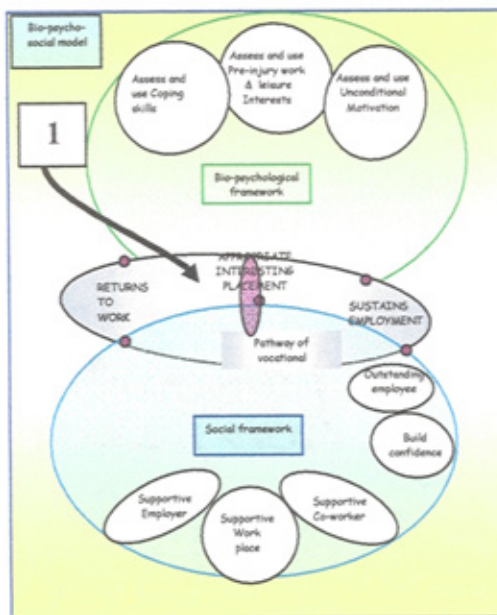 Bio-psycho-
social model
Assess and
use Coping
skills
Assess and use
Pre-injury work
& leisure
Interests
Assess and use
Unconditional
Motivation
1
Bio-psychological
framework
RETURNS
TO
WORK
APPROPRIATE
INTERESTING
PLACEMENT
SUSTAINS
EMPLOYMENT
Pathway of
vocational
Outstanding
employee
Build
confidence
Social framework
Supportive
Employer
Supportive
Work
place
Supportive
Co-worker